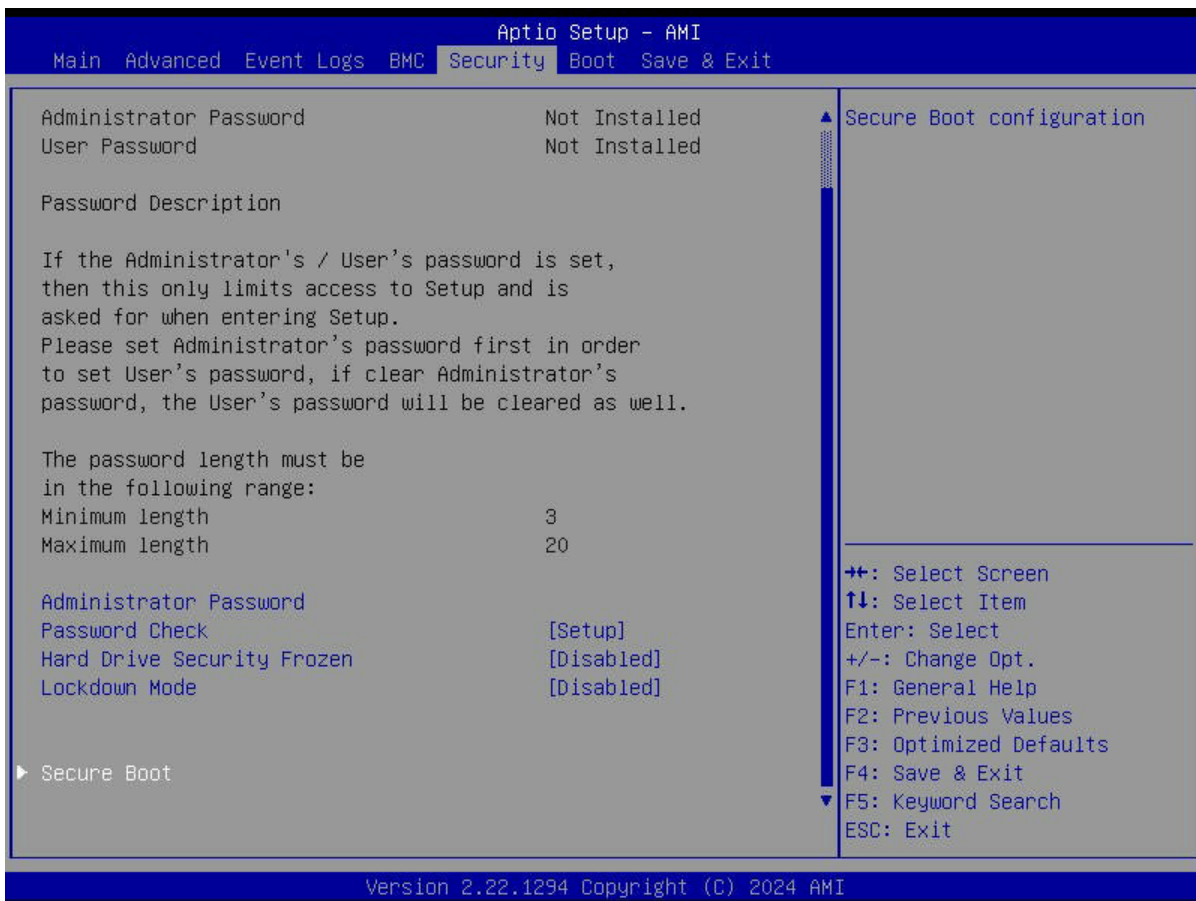 Aptio Setup – AMI
Main Advanced Event Logs BMC Security Boot Save & Exit
Administrator Password Not Installed
User Password Not Installed
Password Description
If the Administrator's / User's password is set,
then this only limits access to Setup and is
asked for when entering Setup.
Please set Administrator's password first in order
to set User's password, if clear Administrator's
password, the User's password will be cleared as well.
The password length must be
in the following range:
Minimum length 3
Maximum length 20
Administrator Password
Password Check [Setup]
Hard Drive Security Frozen [Disabled]
Lockdown Mode [Disabled]
▶ Secure Boot
Secure Boot configuration
→←: Select Screen
↑↓: Select Item
Enter: Select
+/-: Change Opt.
F1: General Help
F2: Previous Values
F3: Optimized Defaults
F4: Save & Exit
F5: Keyword Search
ESC: Exit
Version 2.22.1294 Copyright (C) 2024 AMI